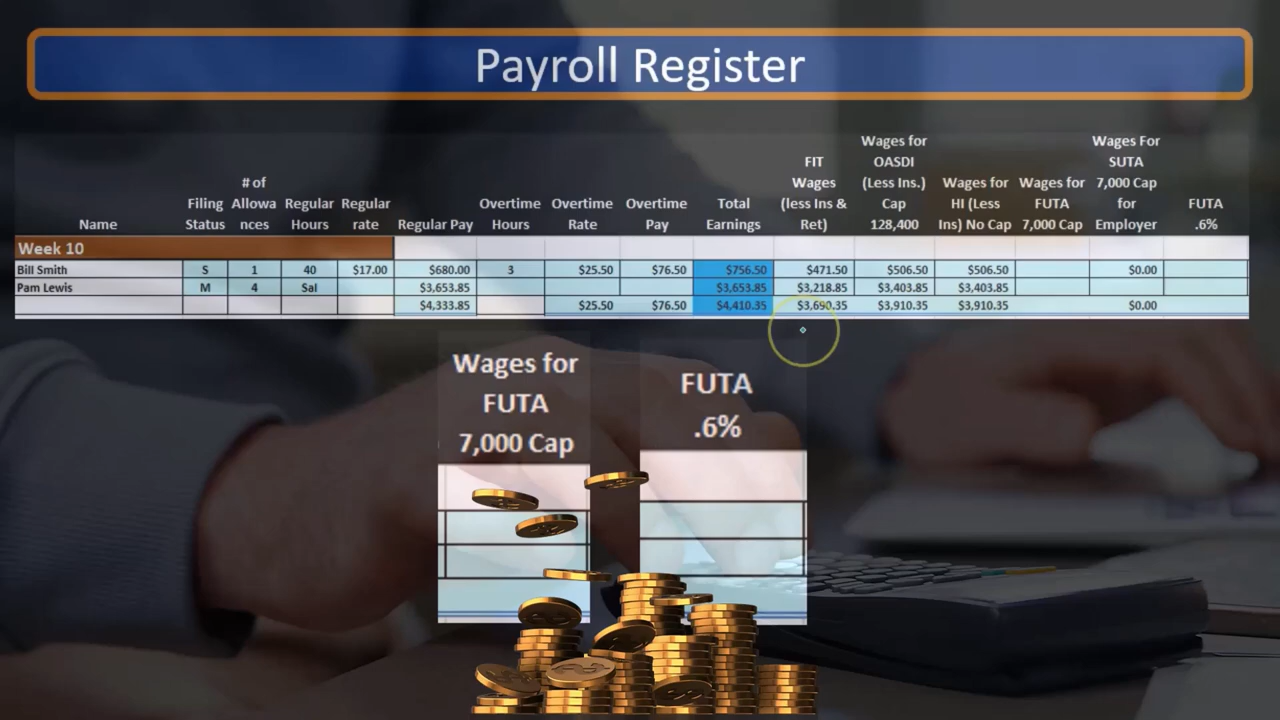 Payroll Register
Wages for Wages For
FIT OASDI SUTA
# of Wages (Less Ins.) Wages for Wages for 7,000 Cap
Filing Allowa Regular Regular Overtime Overtime Overtime Total (less Ins & Cap HI (Less FUTA for FUTA
Name Status nces Hours rate Regular Pay Hours Rate Pay Earnings Ret) 128,400 Ins) No Cap 7,000 Cap Employer .6%
Week 10
Bill Smith S 1 40 $17.00 $680.00 3 $25.50 $76.50 $756.50 $471.50 $506.50 $506.50 $0.00
Pam Lewis M 4 Sal $3,653.85 $3,653.85 $3,218.85 $3,403.85 $3,403.85
$4,333.85 $25.50 $76.50 $4,410.35 $3,690.35 $3,910.35 $3,910.35 $0.00
Wages for
FUTA
7,000 Cap
FUTA
.6%